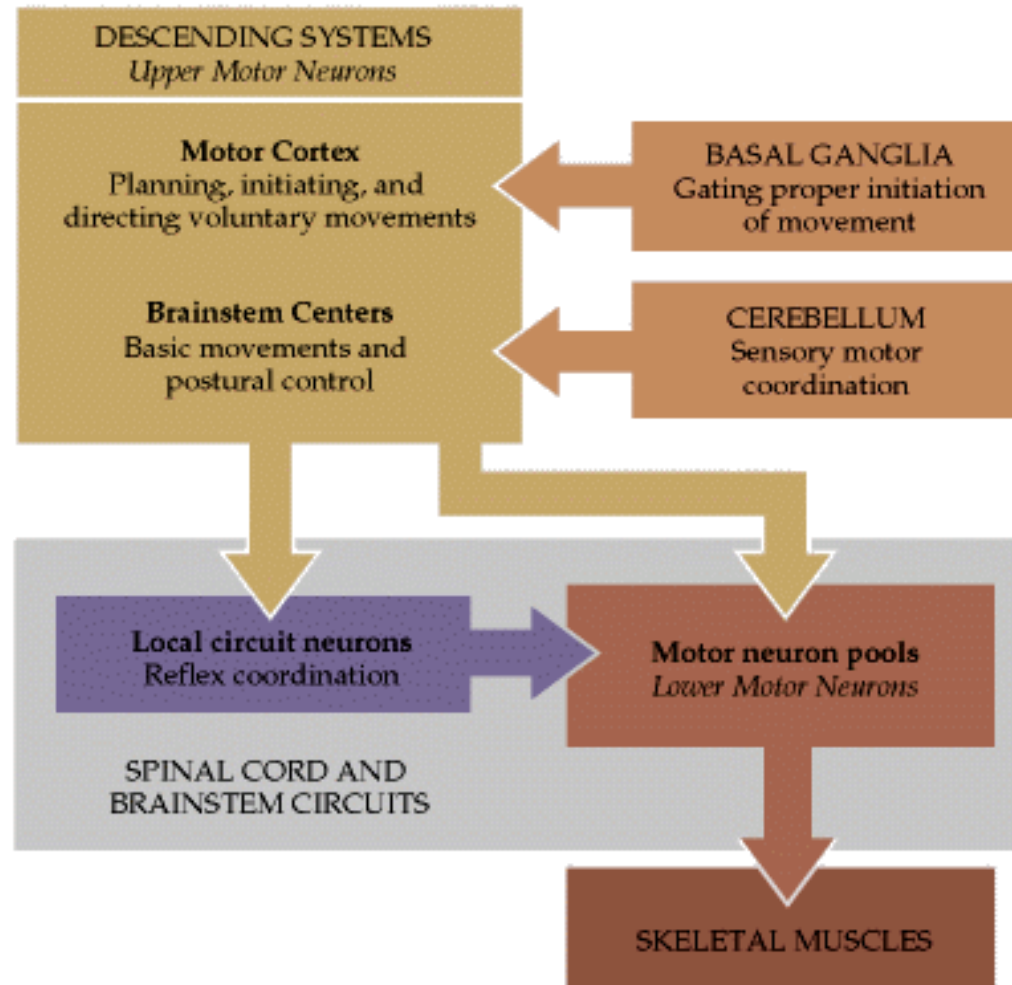 DESCENDING SYSTEMS
Upper Motor Neurons
Motor Cortex
Planning, initiating, and
directing voluntary movements
Brainstem Centers
Basic movements and
postural control
BASAL GANGLIA
Gating proper initiation
of movement
CEREBELLUM
Sensory motor
coordination
Local circuit neurons
Reflex coordination
Motor neuron pools
Lower Motor Neurons
SPINAL CORD AND
BRAINSTEM CIRCUITS
SKELETAL MUSCLES